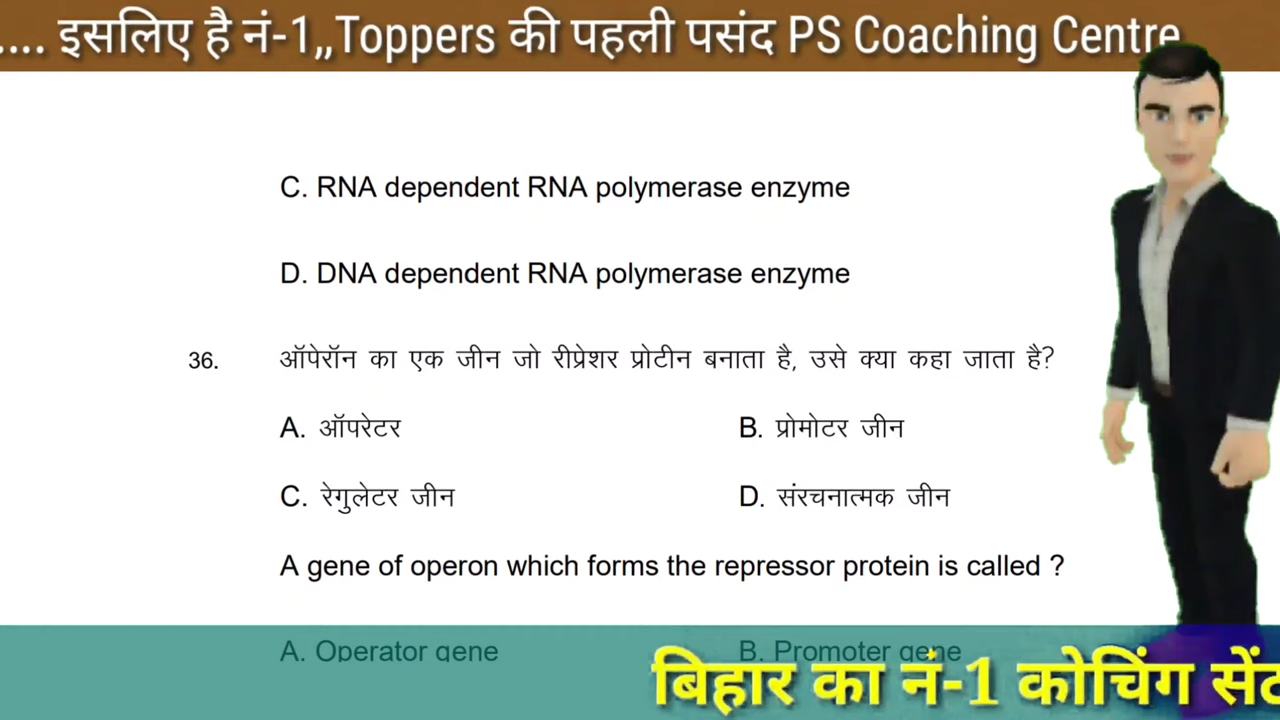 .... इसलिए है नं-1,,Toppers की पहली पसंद PS Coaching Centre
C. RNA dependent RNA polymerase enzyme
D. DNA dependent RNA polymerase enzyme
36. ऑपेरॉन का एक जीन जो रीप्रेशर प्रोटीन बनाता है, उसे क्या कहा जाता है?
A. ऑपरेटर B. प्रोमोटर जीन
C. रेगुलेटर जीन D. संरचनात्मक जीन
A gene of operon which forms the repressor protein is called ?
A. Operator gene B. Promoter gene
बिहार का नं-1 कोचिंग